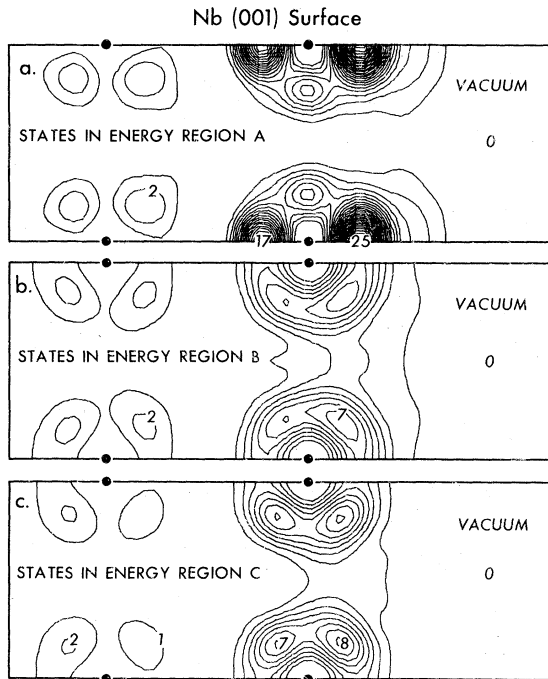 Nb (001) Surface
a.
VACUUM
STATES IN ENERGY REGION A
0
2
17 25
b.
VACUUM
STATES IN ENERGY REGION B
0
2 7
c.
VACUUM
STATES IN ENERGY REGION C
0
2 1 7 8